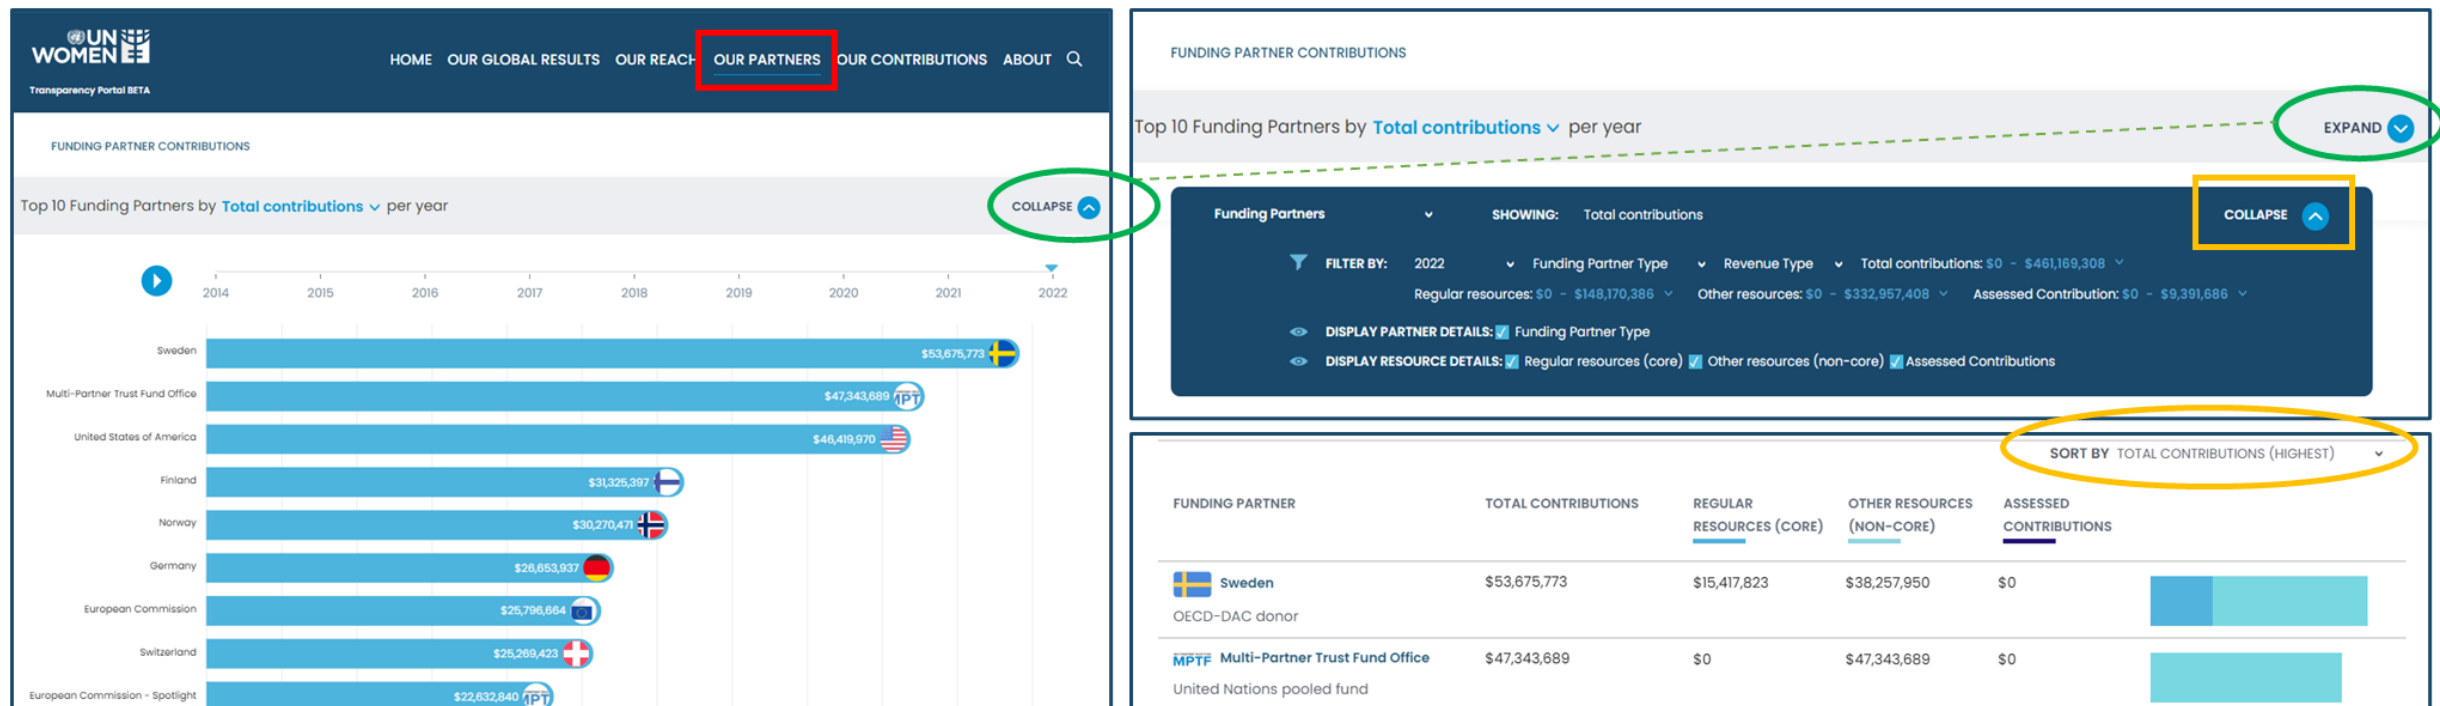 UN
WOMEN
Transparency Portal BETA
HOME OUR GLOBAL RESULTS OUR REACH OUR PARTNERS OUR CONTRIBUTIONS ABOUT
FUNDING PARTNER CONTRIBUTIONS
Top 10 Funding Partners by Total contributions per year
COLLAPSE
2014 2015 2016 2017 2018 2019 2020 2021 2022
Sweden $53,675,773
Multi-Partner Trust Fund Office $47,343,689
United States of America $46,419,970
Finland $31,325,397
Norway $30,270,471
Germany $26,653,937
European Commission $25,796,664
Switzerland $25,269,423
European Commission - Spotlight $22,632,840
FUNDING PARTNER CONTRIBUTIONS
Top 10 Funding Partners by Total contributions per year
EXPAND
Funding Partners SHOWING: Total contributions COLLAPSE
FILTER BY: 2022 Funding Partner Type Revenue Type Total contributions: $0 - $461,169,308
Regular resources: $0 - $148,170,386 Other resources: $0 - $332,957,408 Assessed Contribution: $0 - $9,391,686
DISPLAY PARTNER DETAILS: Funding Partner Type
DISPLAY RESOURCE DETAILS: Regular resources (core) Other resources (non-core) Assessed Contributions
SORT BY TOTAL CONTRIBUTIONS (HIGHEST)
FUNDING PARTNER TOTAL CONTRIBUTIONS REGULAR OTHER RESOURCES ASSESSED
RESOURCES (CORE) (NON-CORE) CONTRIBUTIONS
Sweden $53,675,773 $15,417,823 $38,257,950 $0
OECD-DAC donor
MPTF Multi-Partner Trust Fund Office $47,343,689 $0 $47,343,689 $0
United Nations pooled fund